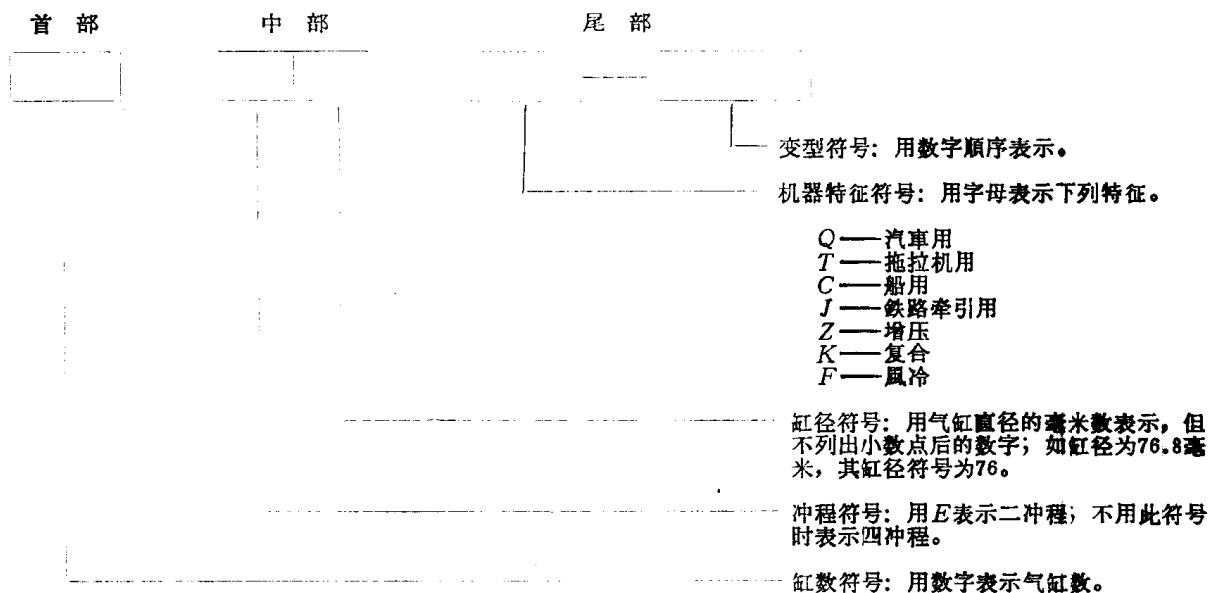 首 部 中 部 尾 部
变型符号：用数字順序表示。
机器特征符号：用字母表示下列特征。
Q——汽車用
T——拖拉机用
C——船用
J——鉄路牵引用
Z——增压
K——复合
F——風冷
缸径符号：用气缸直径的毫米数表示，但
不列出小数点后的数字；如缸径为76.8毫
米，其缸径符号为76。
冲程符号：用E表示二冲程；不用此符号
时表示四冲程。
缸数符号：用数字表示气缸数。